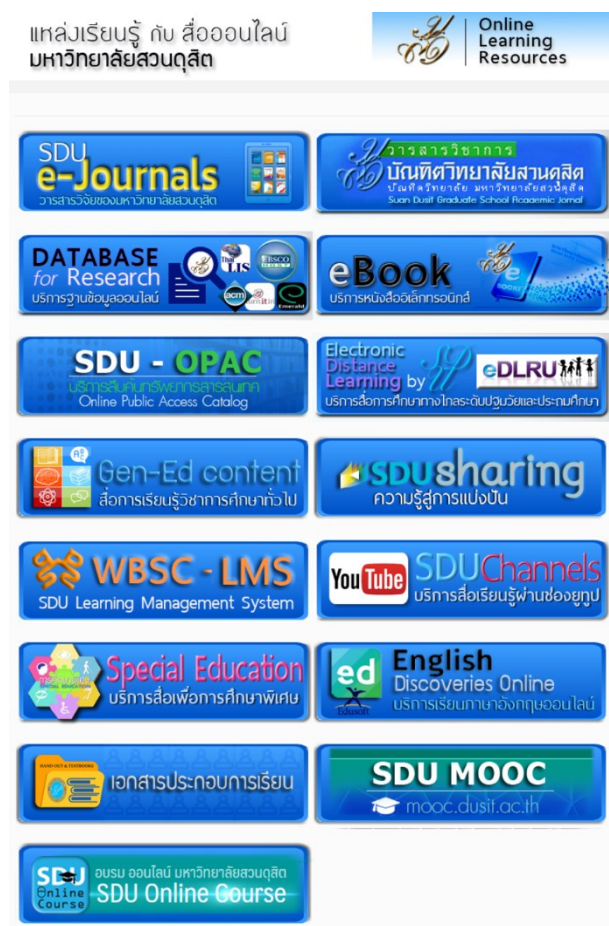 แหล่งเรียนรู้ กับ สื่อออนไลน์
มหาวิทยาลัยสวนดุสิต
Online
Learning
Resources
SDU
e-Journals
วารสารวิจัยของมหาวิทยาลัยสวนดุสิต
วารสารวิชาการ
บัณฑิตวิทยาลัยสวนดุสิต
บัณฑิตวิทยาลัย มหาวิทยาลัยสวนดุสิต
Suan Dusit Graduate School Academic Jornal
DATABASE
for Research
บริการฐานข้อมูลออนไลน์
Thai
LIS
EBSCO
HOST
acm
turnitin
Emerald
eBook
บริการหนังสืออิเล็กทรอนิกส์
SDU - OPAC
บริการสืบค้นทรัพยากรสารสนเทศ
Online Public Access Catalog
Electronic
Distance
Learning by
eDLRU
บริการสื่อการศึกษาทางไกลระดับปฐมวัยและประถมศึกษา
Gen-Ed content
สื่อการเรียนรู้วิชาการศึกษาทั่วไป
SDU sharing
ความรู้สู่การแบ่งปัน
WBSC - LMS
SDU Learning Management System
YouTube
SDU Channels
บริการสื่อเรียนรู้ผ่านช่องยูทูป
SPECIAL EDUCATION
Special Education
บริการสื่อเพื่อการศึกษาพิเศษ
ed
Edusoft
English
Discoveries Online
บริการเรียนภาษาอังกฤษออนไลน์
HAND OUT & TEXTBOOKS
เอกสารประกอบการเรียน
SDU MOOC
mooc.dusit.ac.th
SDU
Online
Course
อบรม ออนไลน์ มหาวิทยาลัยสวนดุสิต
SDU Online Course